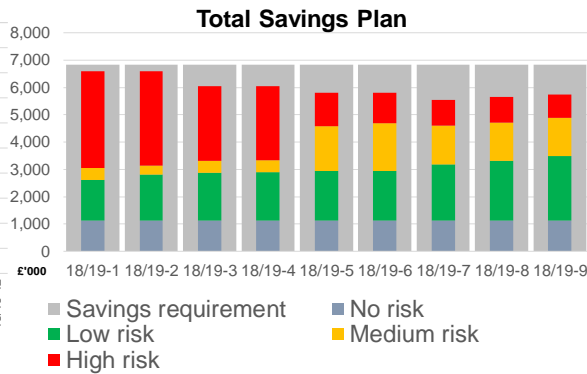 Total Savings Plan
8,000
7,000
6,000
5,000
4,000
3,000
2,000
1,000
0
£'000 18/19-1 18/19-2 18/19-3 18/19-4 18/19-5 18/19-6 18/19-7 18/19-8 18/19-9
Savings requirement No risk
Low risk Medium risk
High risk